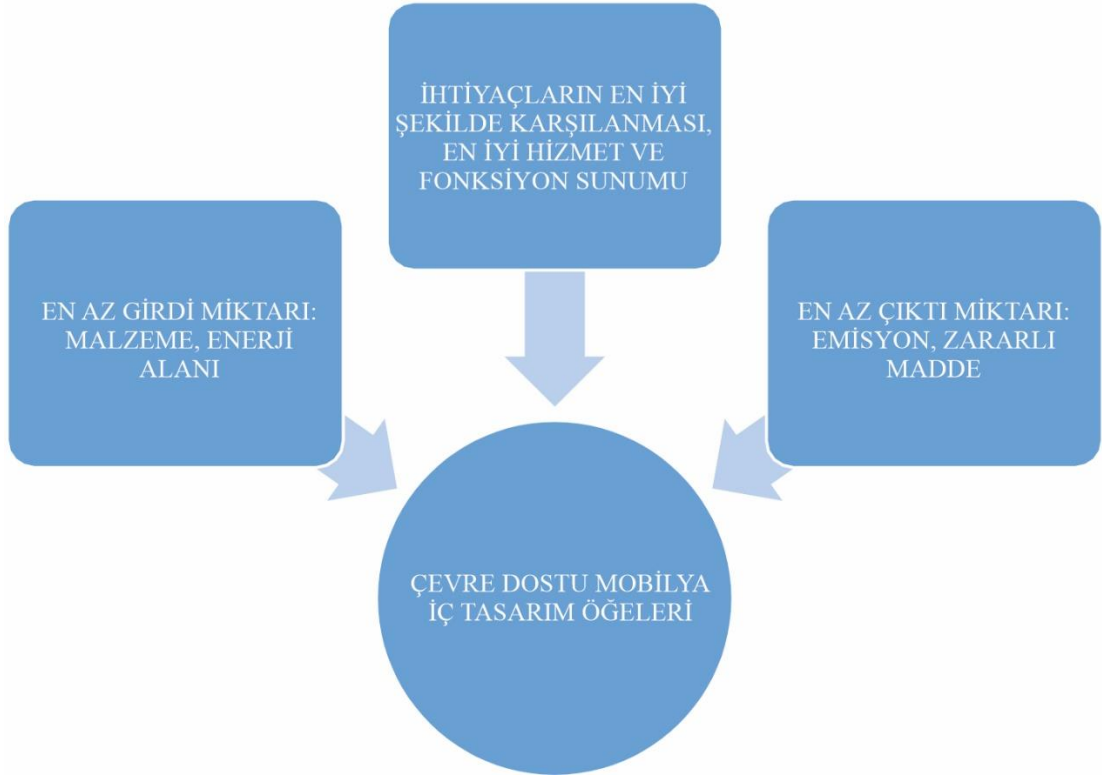 İHTİYAÇLARIN EN İYİ
ŞEKİLDE KARŞILANMASI,
EN İYİ HİZMET VE
FONKSİYON SUNUMU
EN AZ GİRDİ MİKTARI:
MALZEME, ENERJİ
ALANI
EN AZ ÇIKTI MİKTARI:
EMİSYON, ZARARLI
MADDE
ÇEVRE DOSTU MOBİLYA
İÇ TASARIM ÖĞELERİ